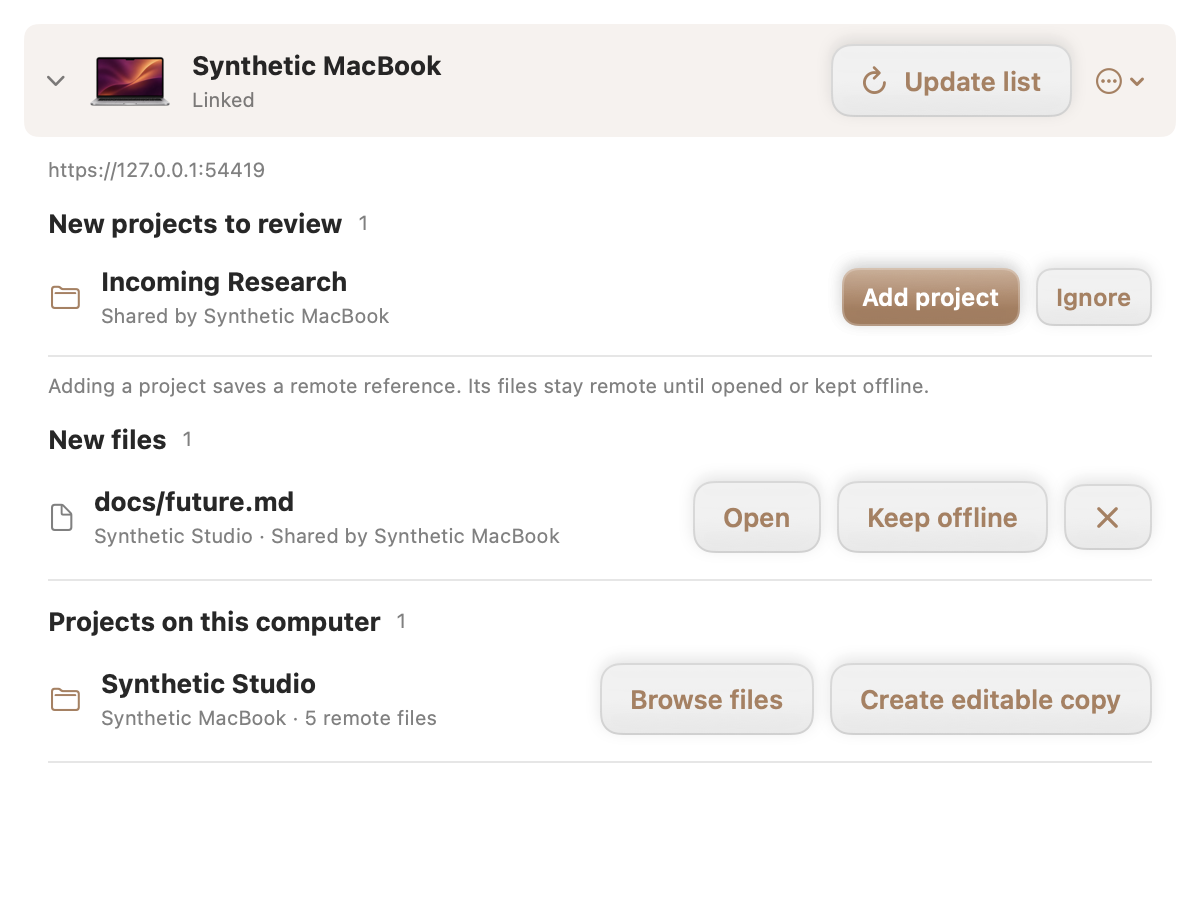 Synthetic MacBook
Linked
Update list
https://127.0.0.1:54419
New projects to review 1
Incoming Research
Shared by Synthetic MacBook
Add project
Ignore
Adding a project saves a remote reference. Its files stay remote until opened or kept offline.
New files 1
docs/future.md
Synthetic Studio · Shared by Synthetic MacBook
Open
Keep offline
Projects on this computer 1
Synthetic Studio
Synthetic MacBook · 5 remote files
Browse files
Create editable copy